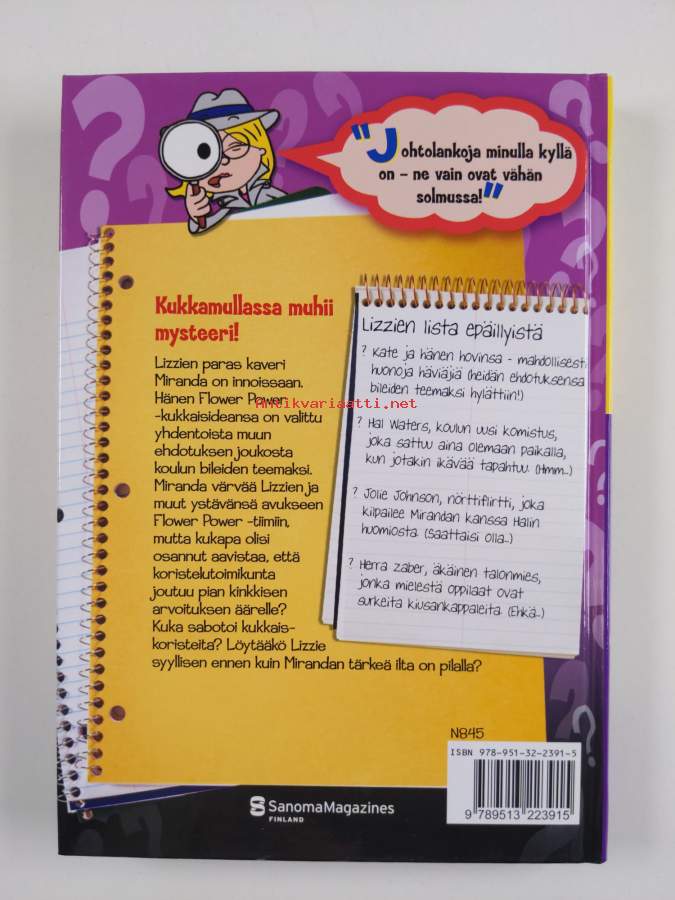 "Johtolankoja minulla kyllä
on – ne vain ovat vähän
solmussa!"
Kukkamullassa muhii
mysteeri!
Lizzien paras kaveri
Miranda on innoissaan.
Hänen Flower Power
-kukkaisideansa on valittu
yhdentoista muun
ehdotuksen joukosta
koulun bileiden teemaksi.
Miranda värvää Lizzien ja
muut ystävänsä avukseen
Flower Power -tiimiin,
mutta kukapa olisi
osannut aavistaa, että
koristelutoimikunta
joutuu pian kinkkisen
arvoituksen äärelle?
Kuka sabotoi kukkais-
koristeita? Löytääkö Lizzie
syyllisen ennen kuin Mirandan tärkeä ilta on pilalla?
Lizzien lista epäillyistä
? Kate ja hänen hovinsa - mahdollisesti
huonoja häviäjiä (heidän ehdotuksensa
bileiden teemaksi hylättiin!)
? Hal Waters, koulun uusi komistus,
joka sattuu aina olemaan paikalla,
kun jotakin ikävää tapahtuu. (Hmm...)
? Jolie Johnson, nörttiflirtti, joka
kilpailee Mirandan kanssa Halin
huomiosta. (Saattaisi olla...)
? Herra Zaber, äkäinen talonmies,
jonka mielestä oppilaat ovat
surkeita kiusankappaleita. (Ehkä...)
Antikvariaatti.net
N845
ISBN 978-951-32-2391-5
9 789513 223915
SanomaMagazines
FINLAND